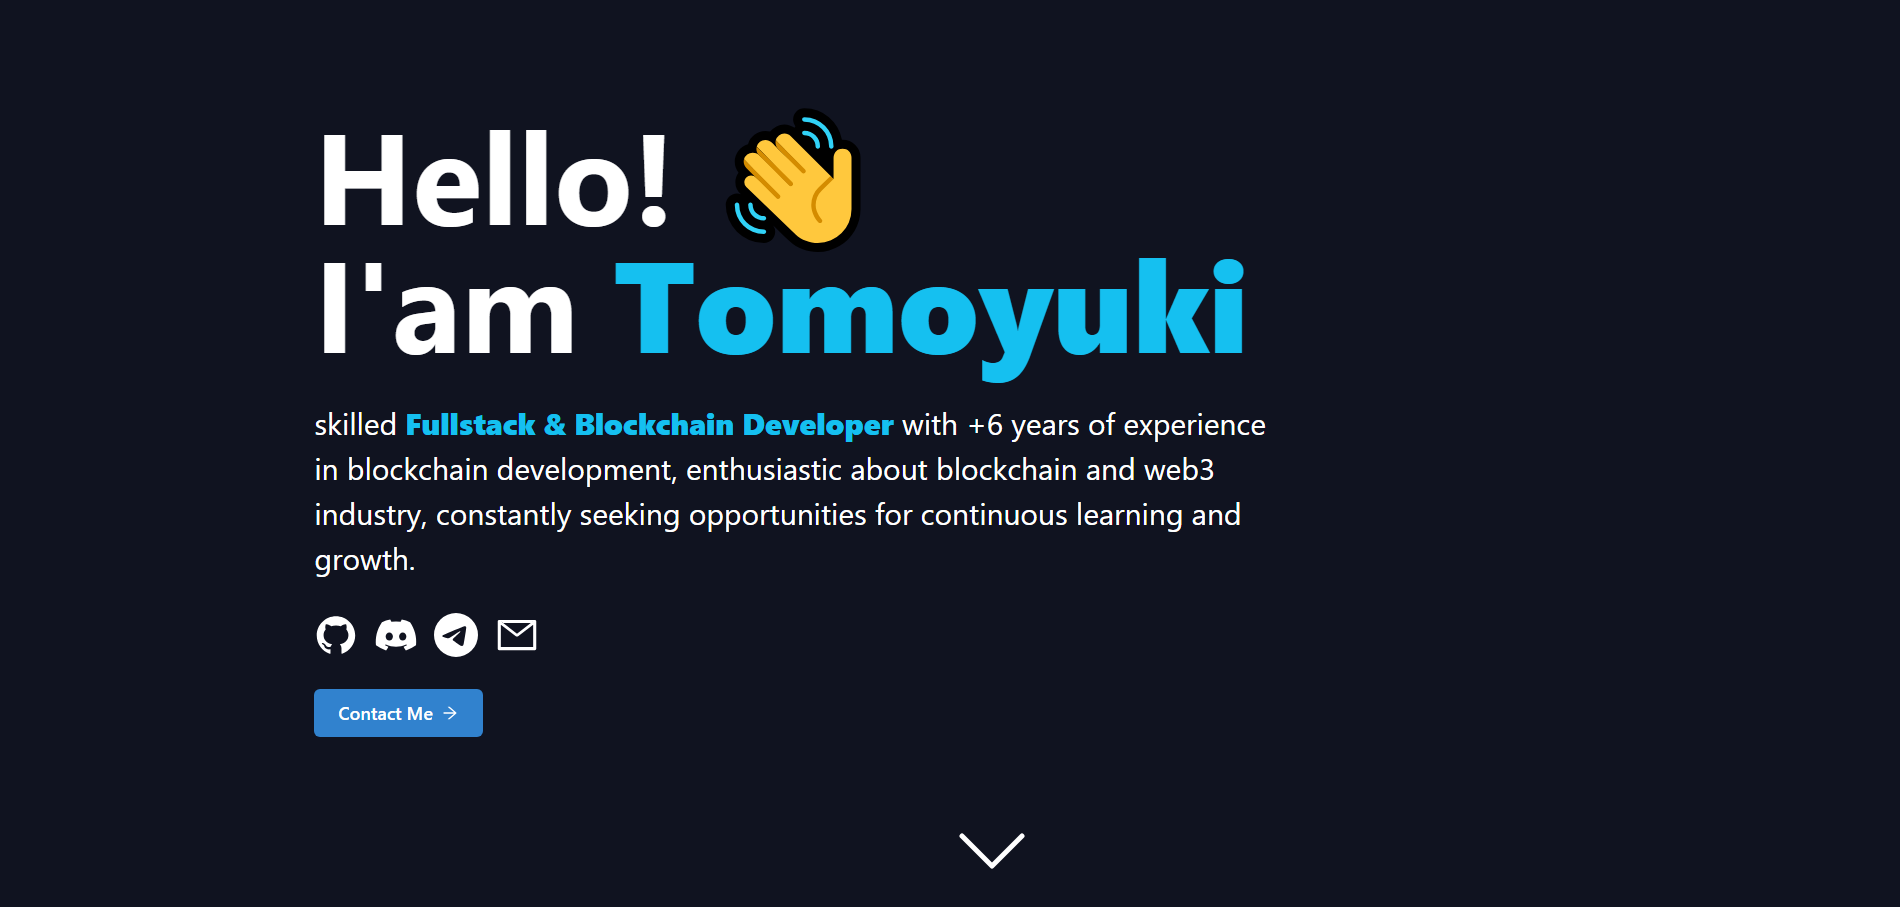 Hello!
I'am Tomoyuki
skilled Fullstack & Blockchain Developer with +6 years of experience
in blockchain development, enthusiastic about blockchain and web3
industry, constantly seeking opportunities for continuous learning and
growth.
Contact Me